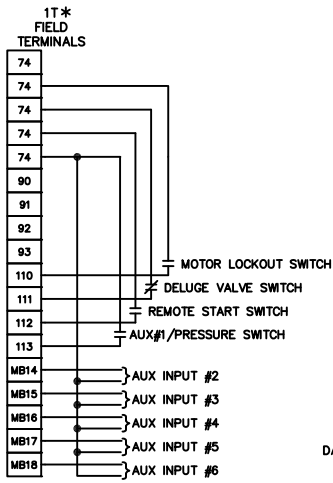 1T*
FIELD
TERMINALS
74
74
74
74
74
90
91
92
93
110
111
112
113
MB14
MB15
MB16
MB17
MB18
MOTOR LOCKOUT SWITCH
DELUGE VALVE SWITCH
REMOTE START SWITCH
AUX#1/PRESSURE SWITCH
AUX INPUT #2
AUX INPUT #3
AUX INPUT #4
AUX INPUT #5
AUX INPUT #6